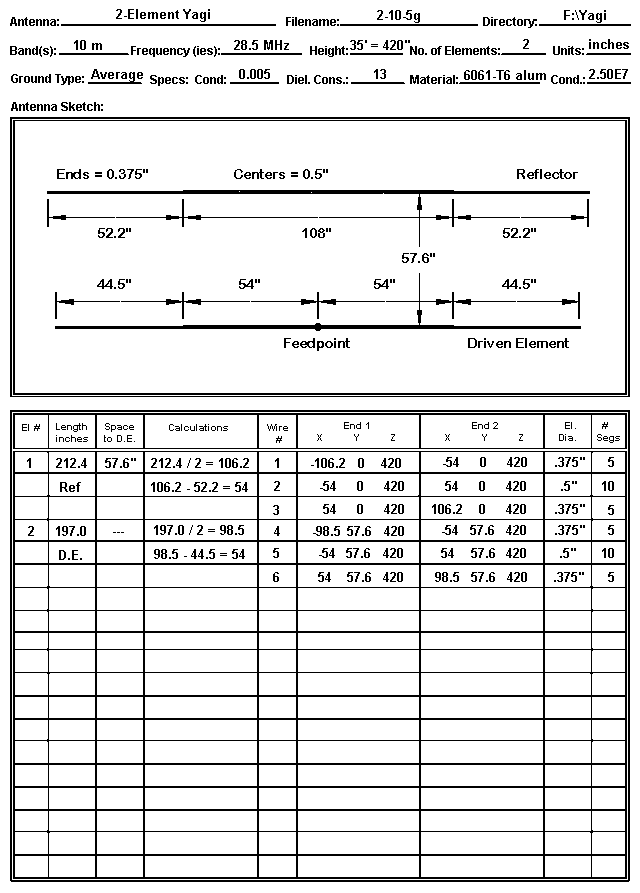 Antenna: 2-Element Yagi Filename: 2-10-5g Directory: F:\Yagi
Band(s): 10 m Frequency (ies): 28.5 MHz Height: 35' = 420" No. of Elements: 2 Units: inches
Ground Type: Average Specs: Cond: 0.005 Diel. Cons.: 13 Material: 6061-T6 alum Cond.: 2.50E7
Antenna Sketch:
Ends = 0.375" Centers = 0.5" Reflector
52.2" 108" 52.2"
57.6"
44.5" 54" 54" 44.5"
Feedpoint Driven Element
El # Length inches Space to D.E. Calculations Wire # End 1 X Y Z End 2 X Y Z El. Dia. # Segs
1 212.4 57.6" 212.4 / 2 = 106.2 1 -106.2 0 420 -54 0 420 .375" 5
Ref 106.2 - 52.2 = 54 2 -54 0 420 54 0 420 .5" 10
3 54 0 420 106.2 0 420 .375" 5
2 197.0 --- 197.0 / 2 = 98.5 4 -98.5 57.6 420 -54 57.6 420 .375" 5
D.E. 98.5 - 44.5 = 54 5 -54 57.6 420 54 57.6 420 .5" 10
6 54 57.6 420 98.5 57.6 420 .375" 5